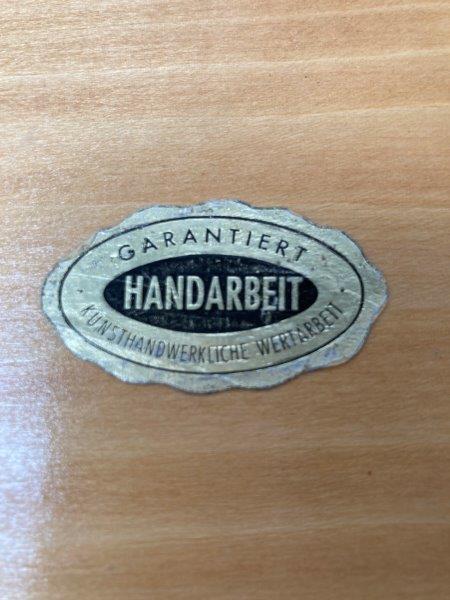 · GARANTIERT ·
HANDARBEIT
· KUNSTHANDWERKLICHE WERTARBEIT ·